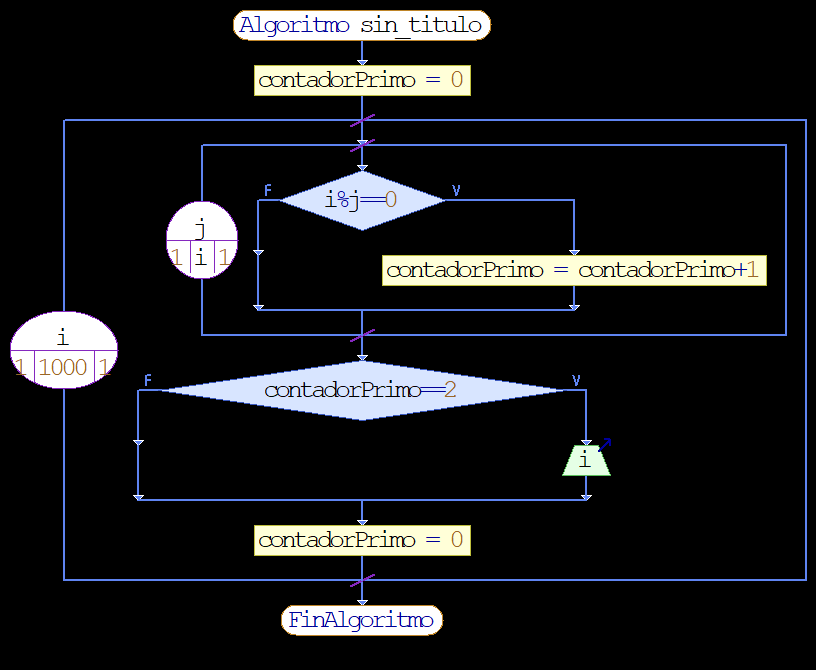 Algoritmo sin_titulo
contadorPrimo = 0
F
i%j==0
V
j
1 i 1
contadorPrimo = contadorPrimo+1
i
1 1000 1
F
contadorPrimo==2
V
i
contadorPrimo = 0
FinAlgoritmo